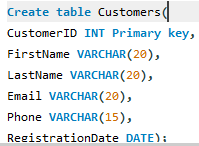 Create table Customers(
CustomerID INT Primary key,
FirstName VARCHAR(20),
LastName VARCHAR(20),
Email VARCHAR(20),
Phone VARCHAR(15),
RegistrationDate DATE);